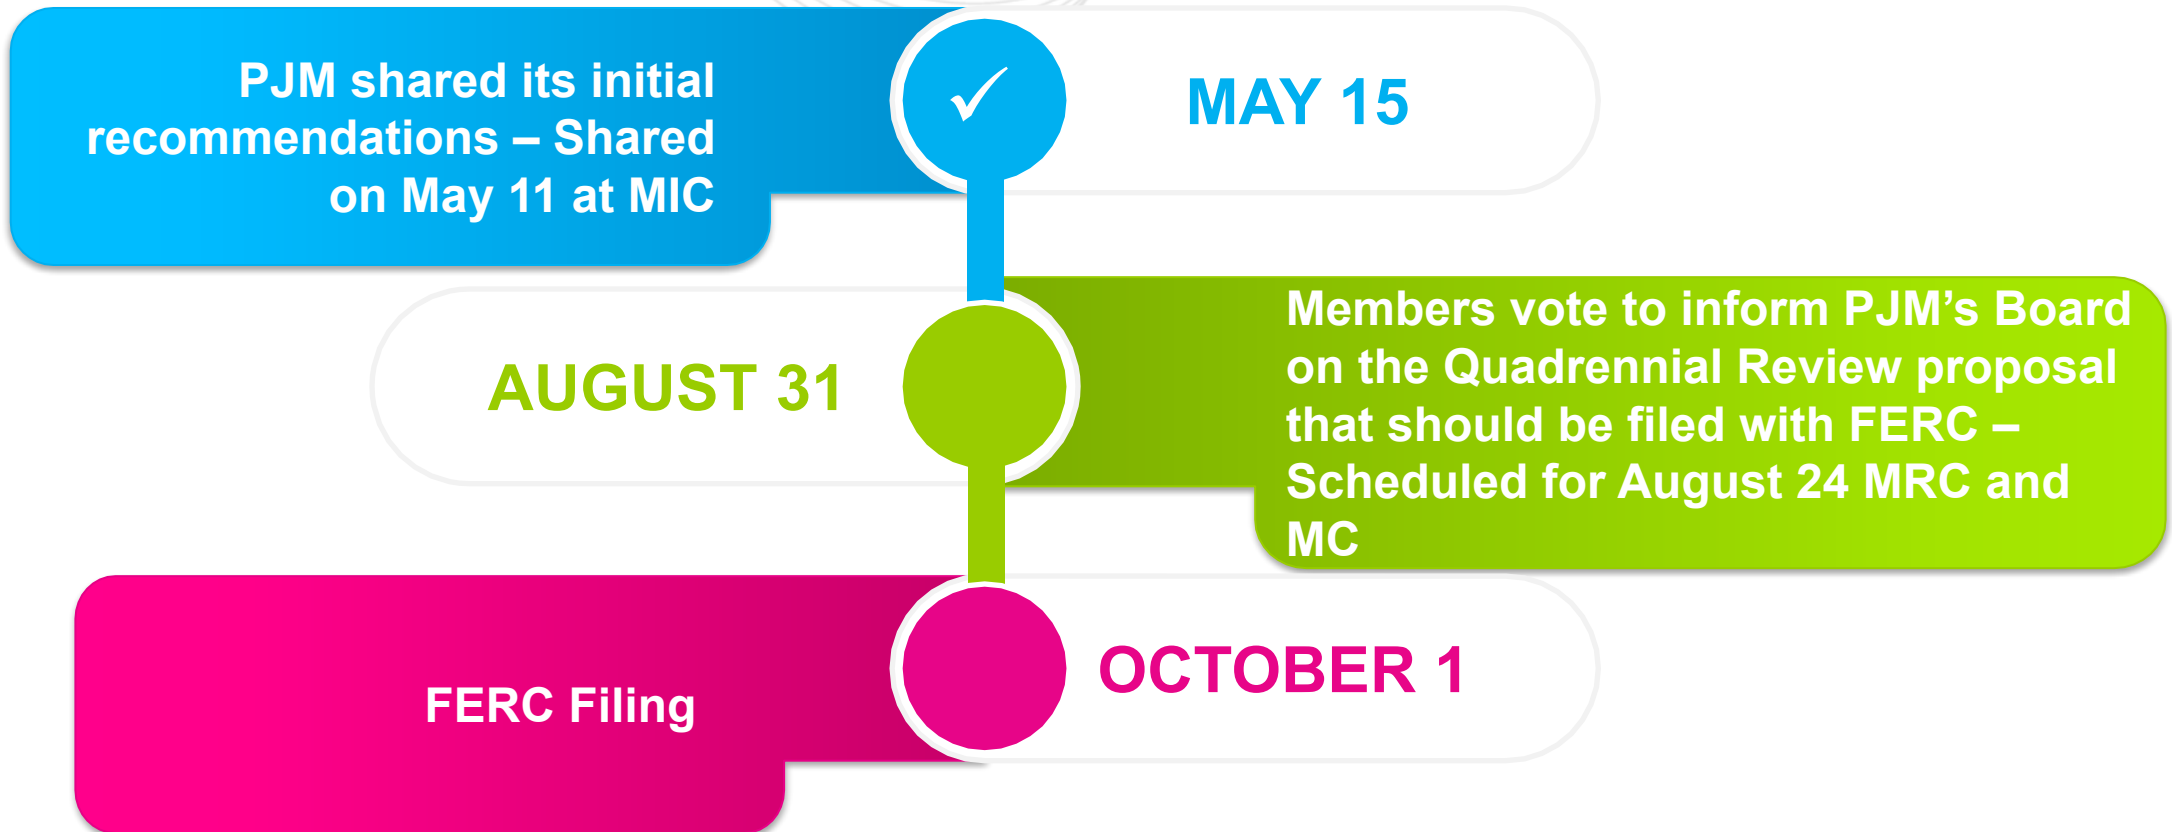 PJM shared its initial
recommendations – Shared
on May 11 at MIC
MAY 15
AUGUST 31
Members vote to inform PJM’s Board
on the Quadrennial Review proposal
that should be filed with FERC –
Scheduled for August 24 MRC and
MC
FERC Filing
OCTOBER 1